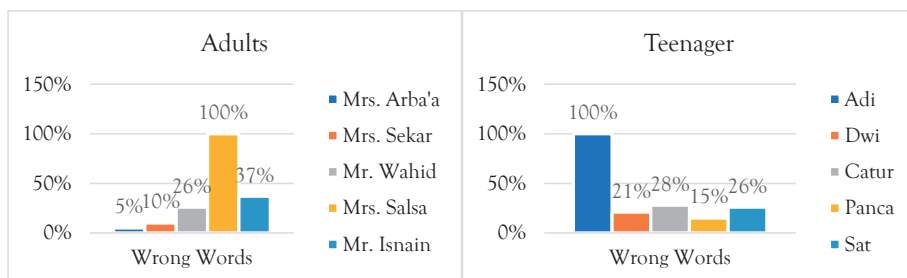 Adults
150%
100%
50%
0%
5%
10%
26%
100%
37%
Wrong Words
Mrs. Arba'a
Mrs. Sekar
Mr. Wahid
Mrs. Salsa
Mr. Isnain
Teenager
150%
100%
50%
0%
100%
21%
28%
15%
26%
Wrong Words
Adi
Dwi
Catur
Panca
Sat